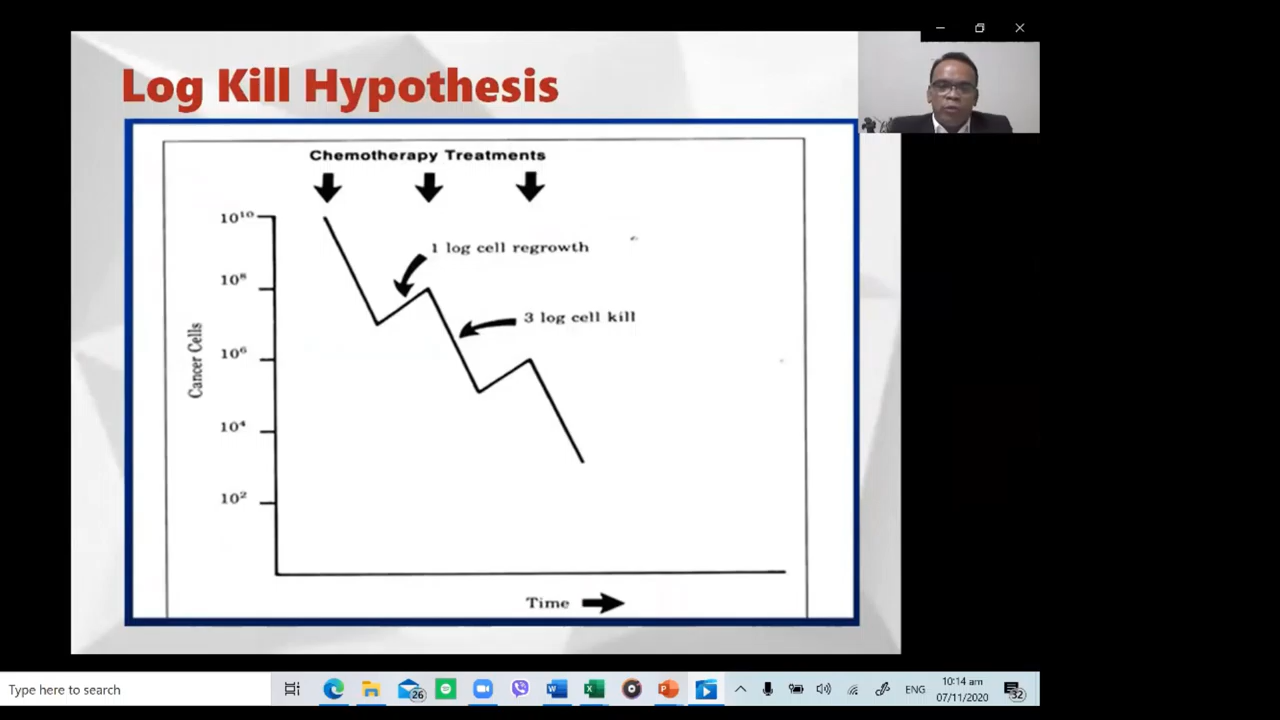 Log Kill Hypothesis
Chemotherapy Treatments
10¹⁰
1 log cell regrowth
10⁸
3 log cell kill
10⁶
Cancer Cells
10⁴
10²
Time
Type here to search
26
ENG
10:14 am
07/11/2020
32